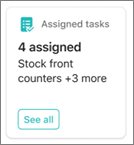 Assigned tasks
4 assigned
Stock front
counters +3 more
See all